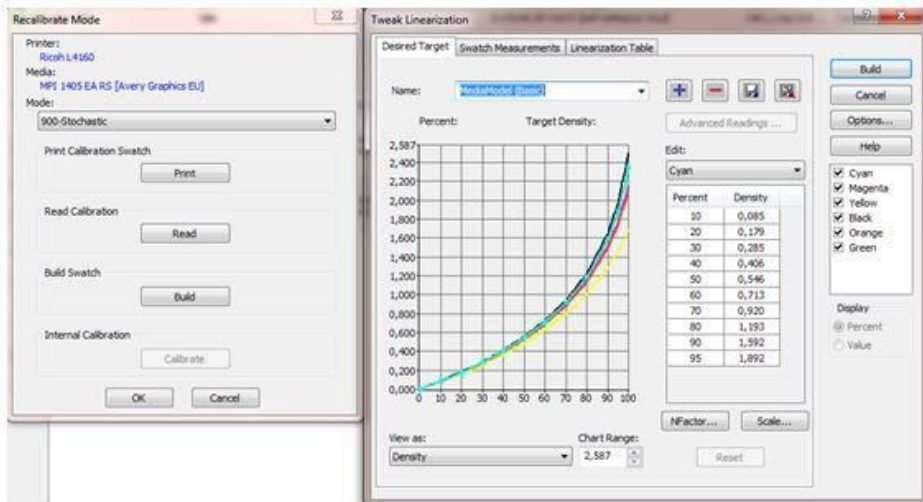 Recalibrate Mode
Printer:
Ricoh L4160
Media:
MPI 1405 EA RS [Avery Graphics EU]
Mode:
900-Stochastic
Print Calibration Swatch
Print
Read Calibration
Read
Build Swatch
Build
Internal Calibration
Calibrate
OK Cancel
Tweak Linearization
Desired Target Swatch Measurements Linearization Table
Name: MediaModel (Basic)
Percent: Target Density:
2,587
2,400
2,200
2,000
1,800
1,600
1,400
1,200
1,000
0,800
0,600
0,400
0,200
0,000
0 10 20 30 40 50 60 70 80 90 100
View as: Chart Range:
Density 2,587
Advanced Readings ...
Edit:
Cyan
Percent Density
10 0,085
20 0,179
30 0,285
40 0,406
50 0,546
60 0,713
70 0,920
80 1,193
90 1,592
95 1,892
NFactor... Scale...
Reset
Build
Cancel
Options...
Help
Cyan
Magenta
Yellow
Black
Orange
Green
Display
Percent
Value